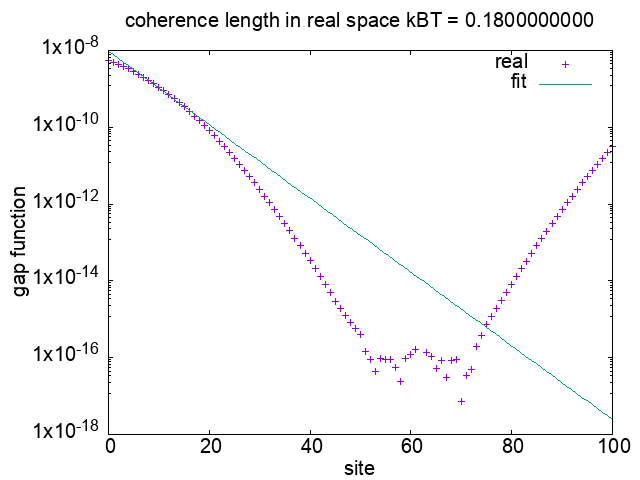 coherence length in real space kBT = 0.1800000000
real
fit
1x10-8
1x10-10
1x10-12
1x10-14
1x10-16
1x10-18
gap function
0 20 40 60 80 100
site